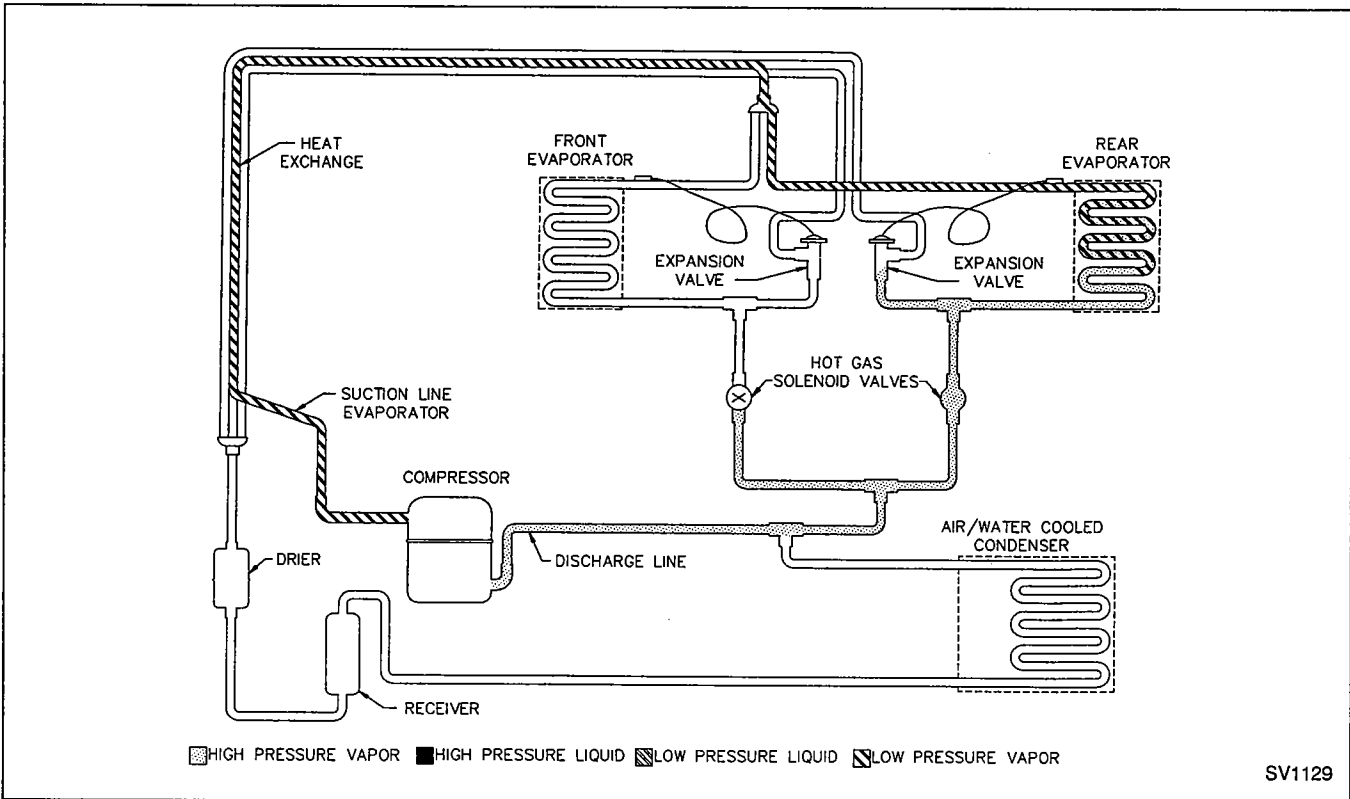 HEAT
EXCHANGE
FRONT
EVAPORATOR
REAR
EVAPORATOR
EXPANSION
VALVE
EXPANSION
VALVE
HOT GAS
SOLENOID VALVES
SUCTION LINE
EVAPORATOR
COMPRESSOR
AIR/WATER COOLED
CONDENSER
DRIER
DISCHARGE LINE
RECEIVER
HIGH PRESSURE VAPOR HIGH PRESSURE LIQUID LOW PRESSURE LIQUID LOW PRESSURE VAPOR
SV1129